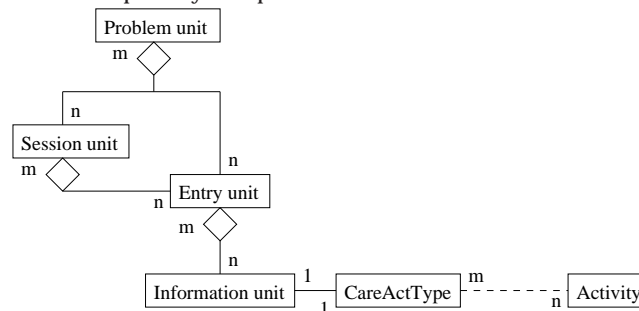 Problem unit
m
n
Session unit
m
n
n
Entry unit
m
n
Information unit
1
1
CareActType
m
n
Activity